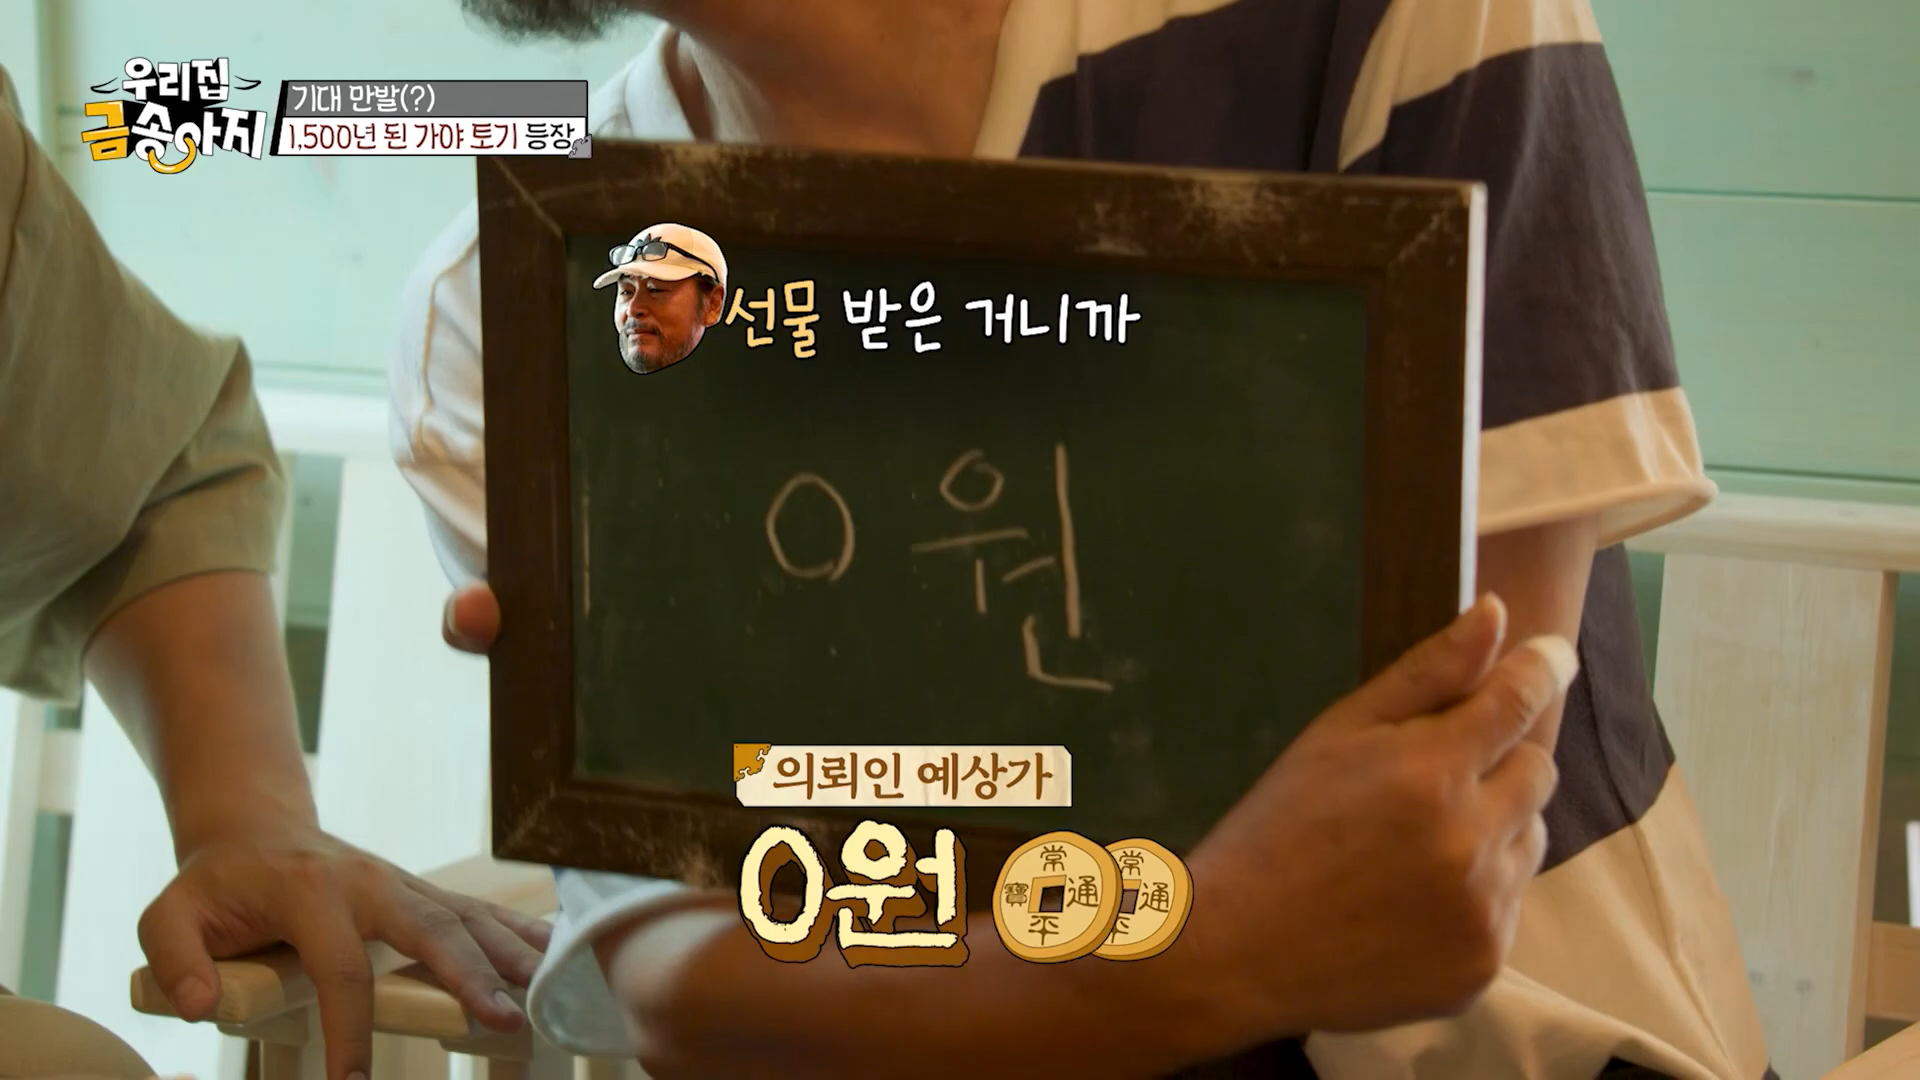 우리집
금송아지
기대 만발(?)
1,500년 된 가야 토기 등장
선물 받은 거니까
0원
의뢰인 예상가
0원
常 通 平 寶
常 通 平